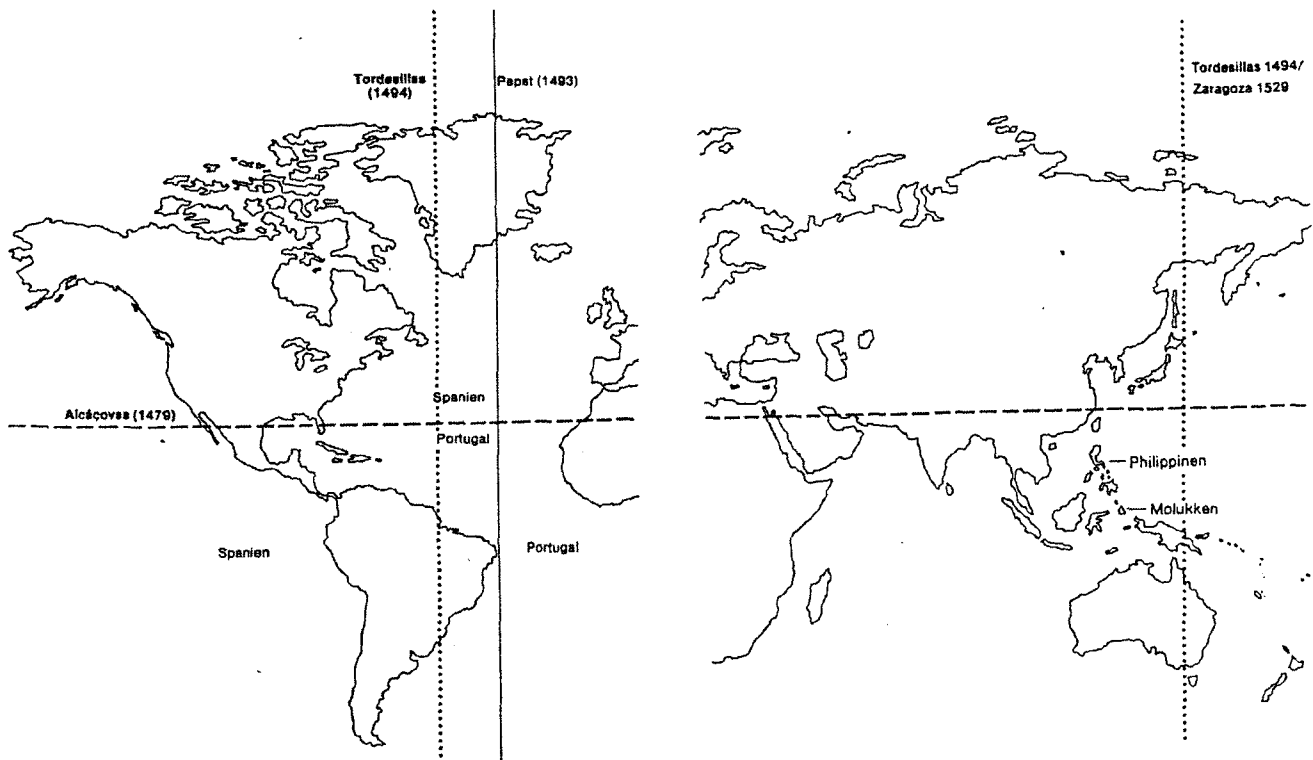 Tordesillas
(1494)
Papst (1493)
Tordesillas 1494/
Zaragoza 1529
Alcáçovas (1479)
Spanien
Portugal
Philippinen
Molukken
Spanien
Portugal